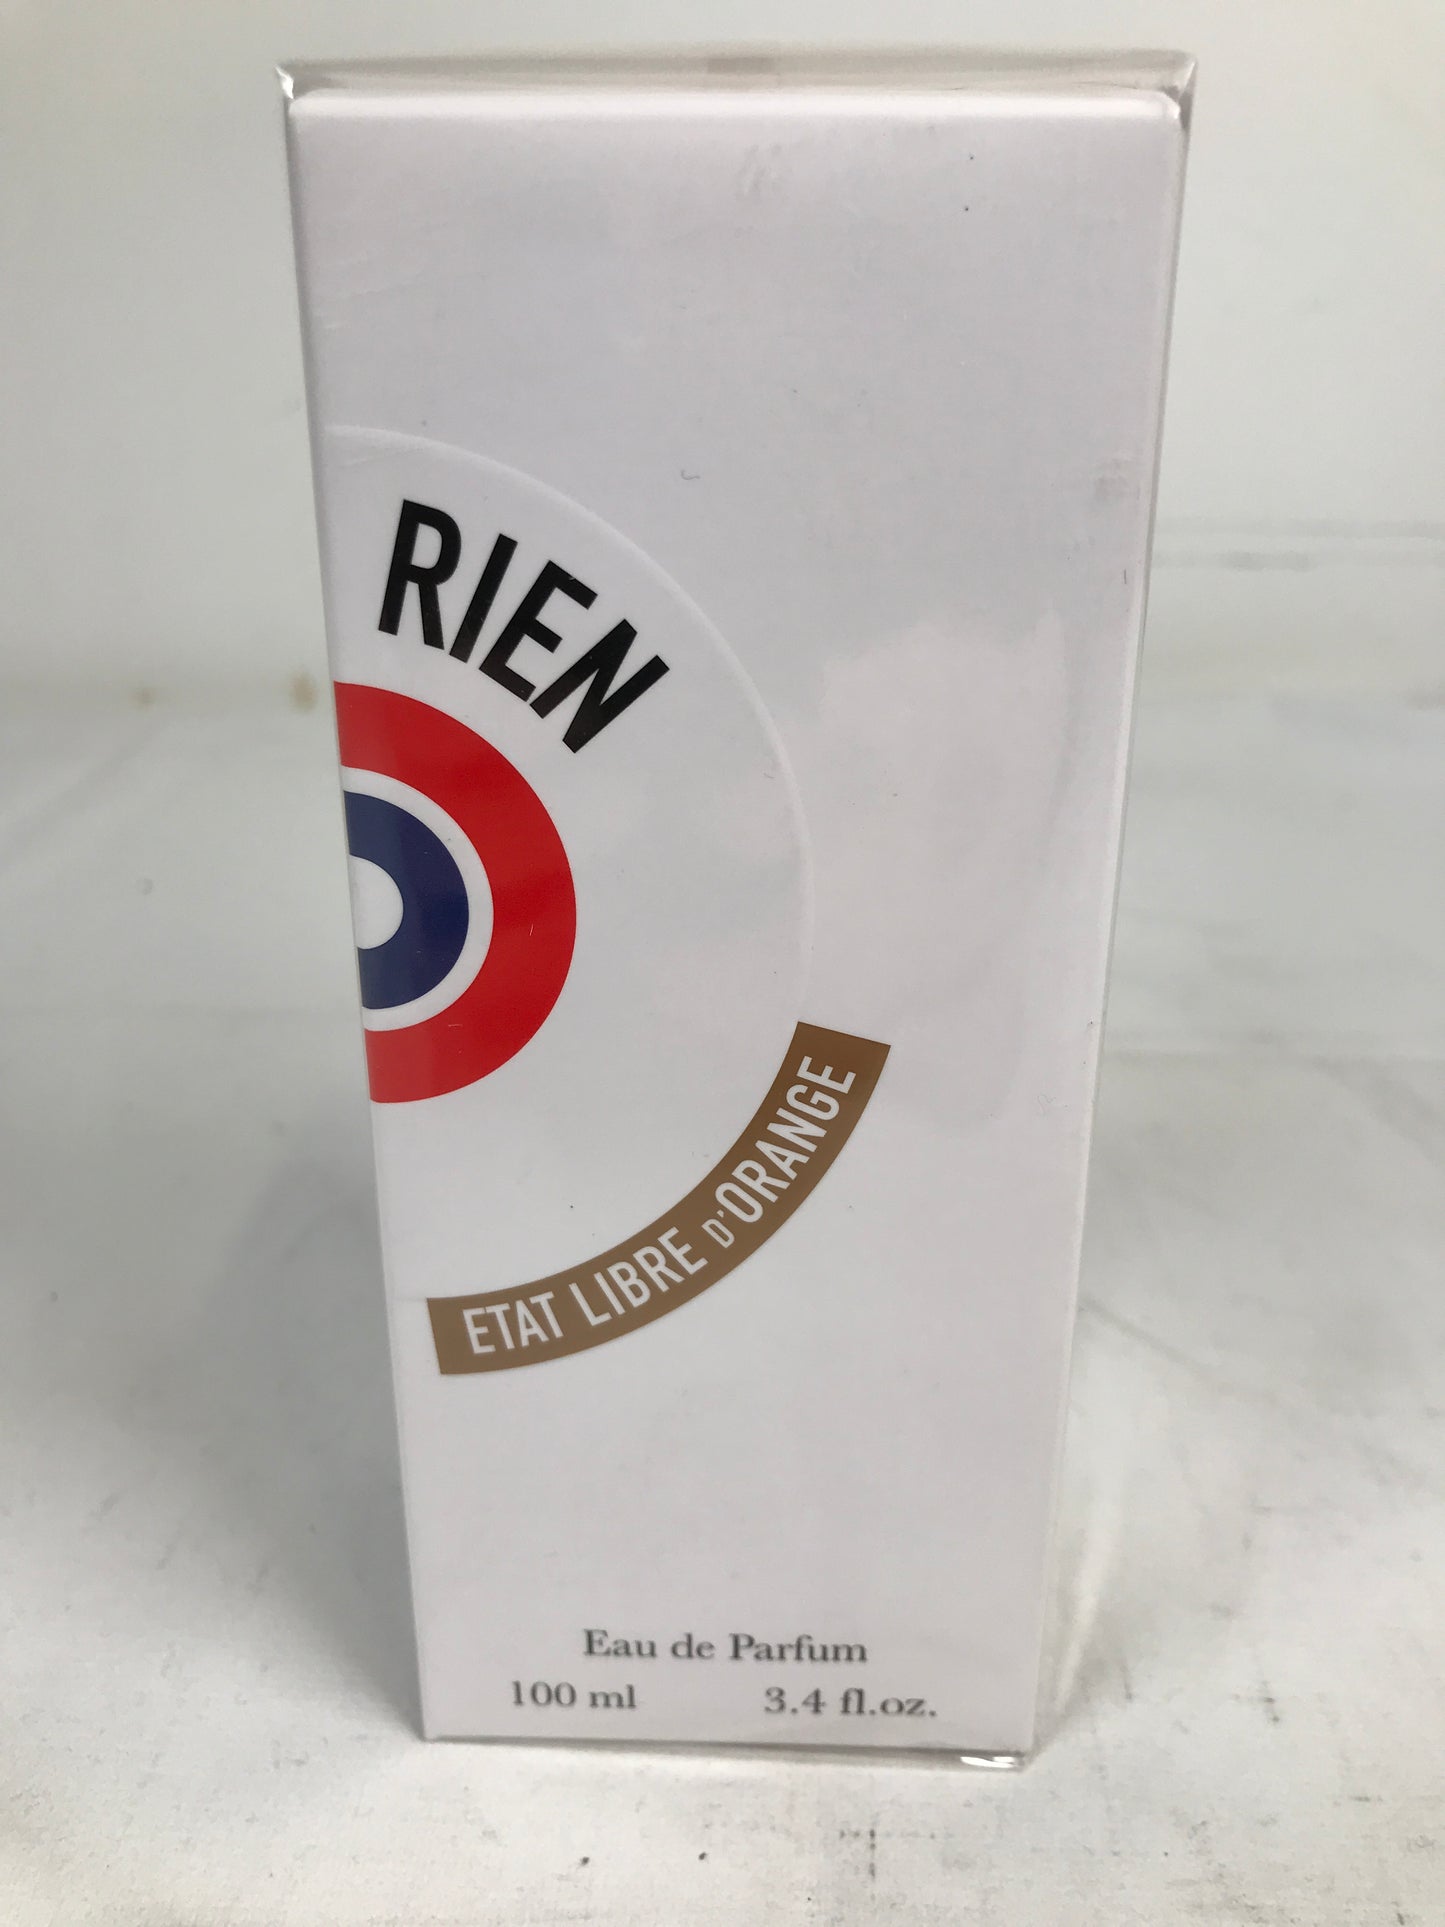 RIEN
ETAT LIBRE D'ORANGE
Eau de Parfum
100 ml 3.4 fl.oz.